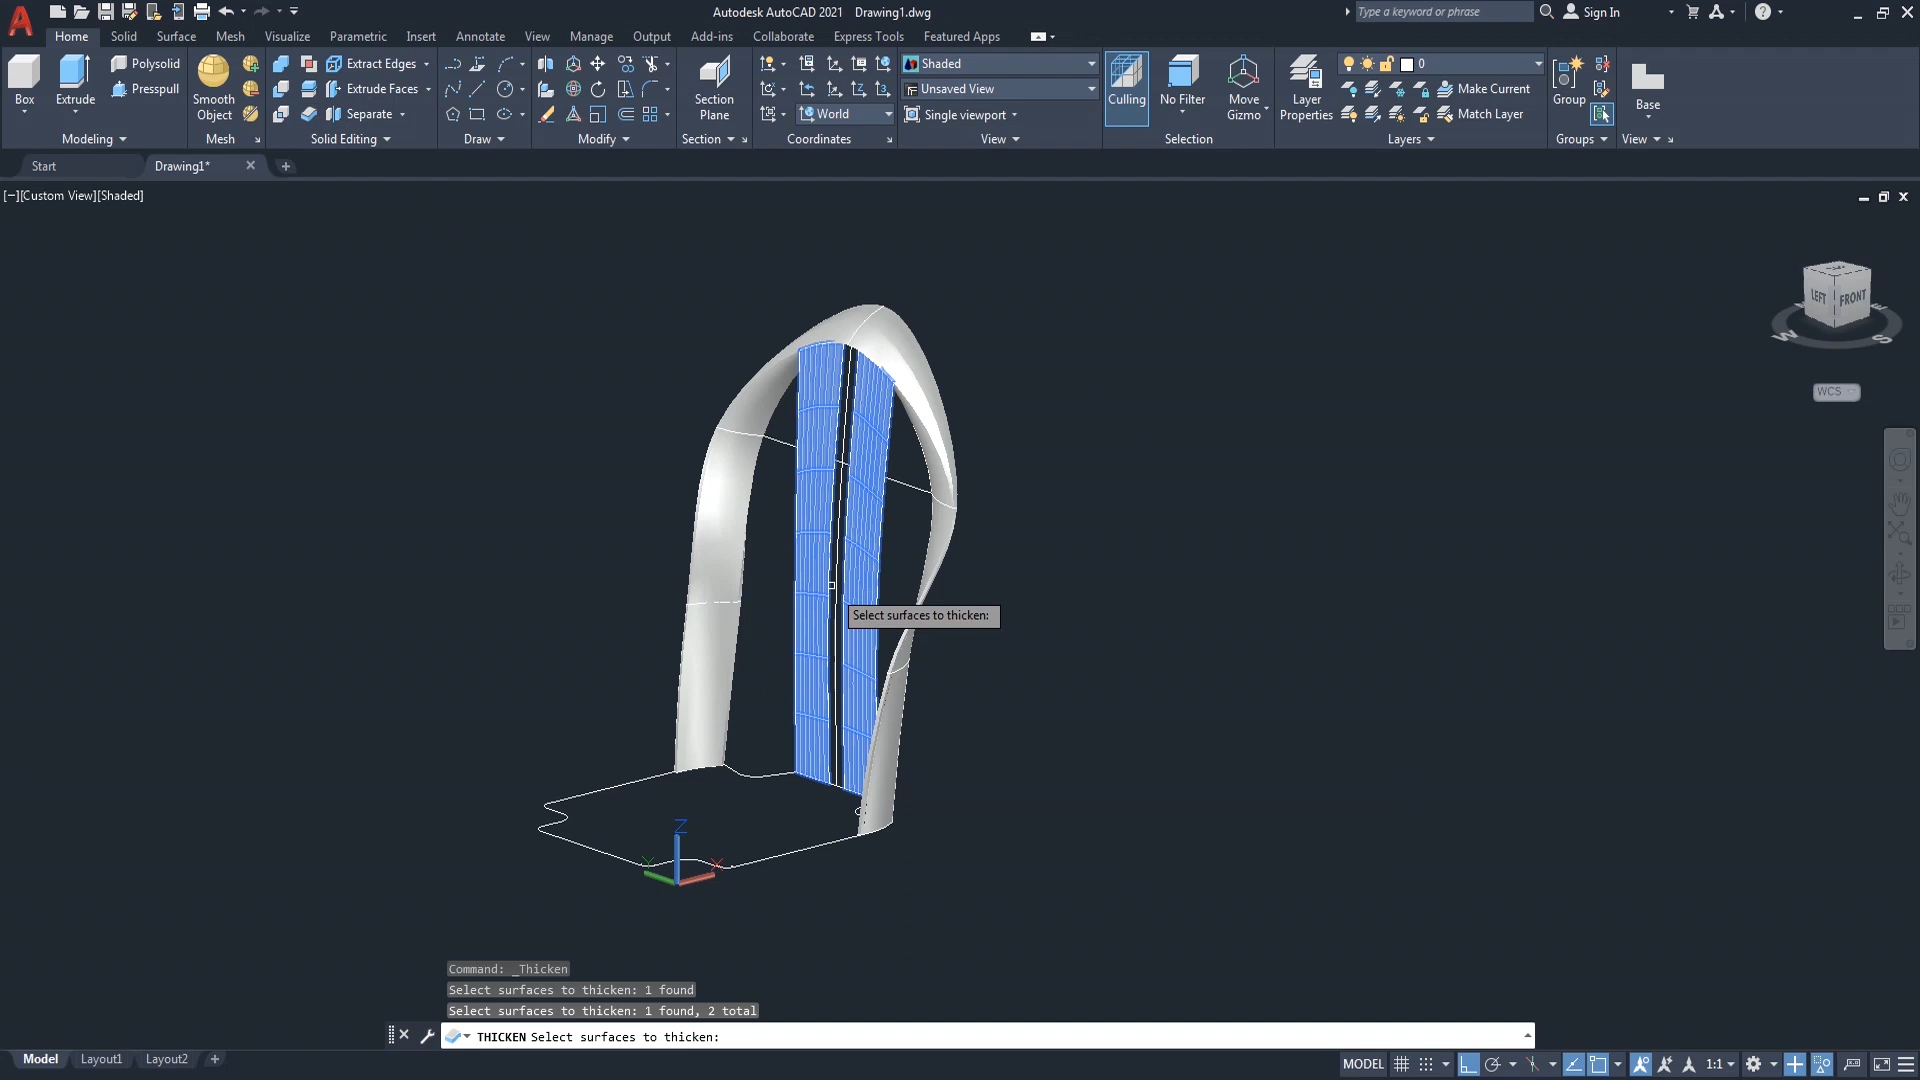 Autodesk AutoCAD 2021 Drawing1.dwg
Type a keyword or phrase
Sign In
Home Solid Surface Mesh Visualize Parametric Insert Annotate View Manage Output Add-ins Collaborate Express Tools Featured Apps
Box
Extrude
Polysolid
Presspull
Smooth Object
Extract Edges
Extrude Faces
Separate
Section Plane
World
Shaded
Unsaved View
Single viewport
Culling
No Filter
Move Gizmo
Layer Properties
0
Make Current
Match Layer
Group
Base
Modeling Mesh Solid Editing Draw Modify Section Coordinates View Selection Layers Groups View
Start Drawing1*
[−][Custom View][Shaded]
LEFT FRONT
W S
WCS
Select surfaces to thicken:
Z
Y X
Command: _Thicken
Select surfaces to thicken: 1 found
Select surfaces to thicken: 1 found, 2 total
THICKEN Select surfaces to thicken:
Model Layout1 Layout2
MODEL 1:1